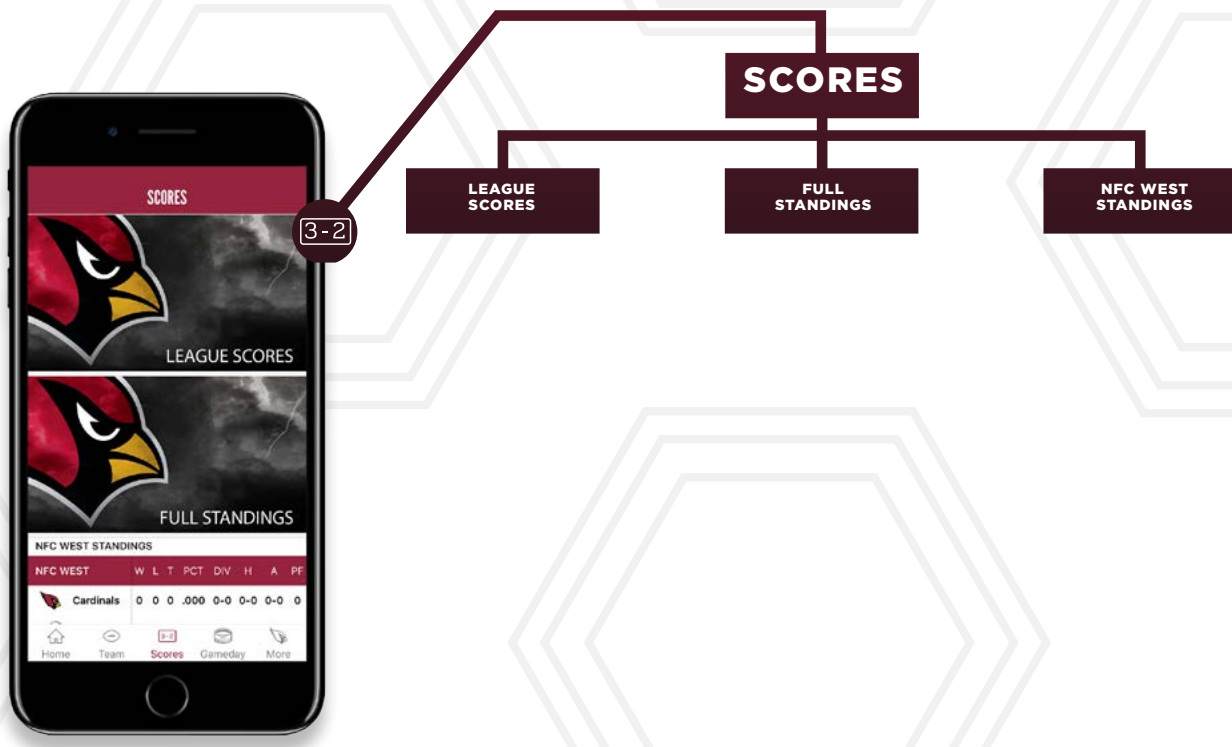 SCORES
LEAGUE SCORES
FULL STANDINGS
NFC WEST STANDINGS
NFC WEST W L T PCT DIV H A PF
Cardinals 0 0 0 .000 0-0 0-0 0-0 0
3-2
Home Team Scores Gameday More
3-2
SCORES
LEAGUE
SCORES
FULL
STANDINGS
NFC WEST
STANDINGS